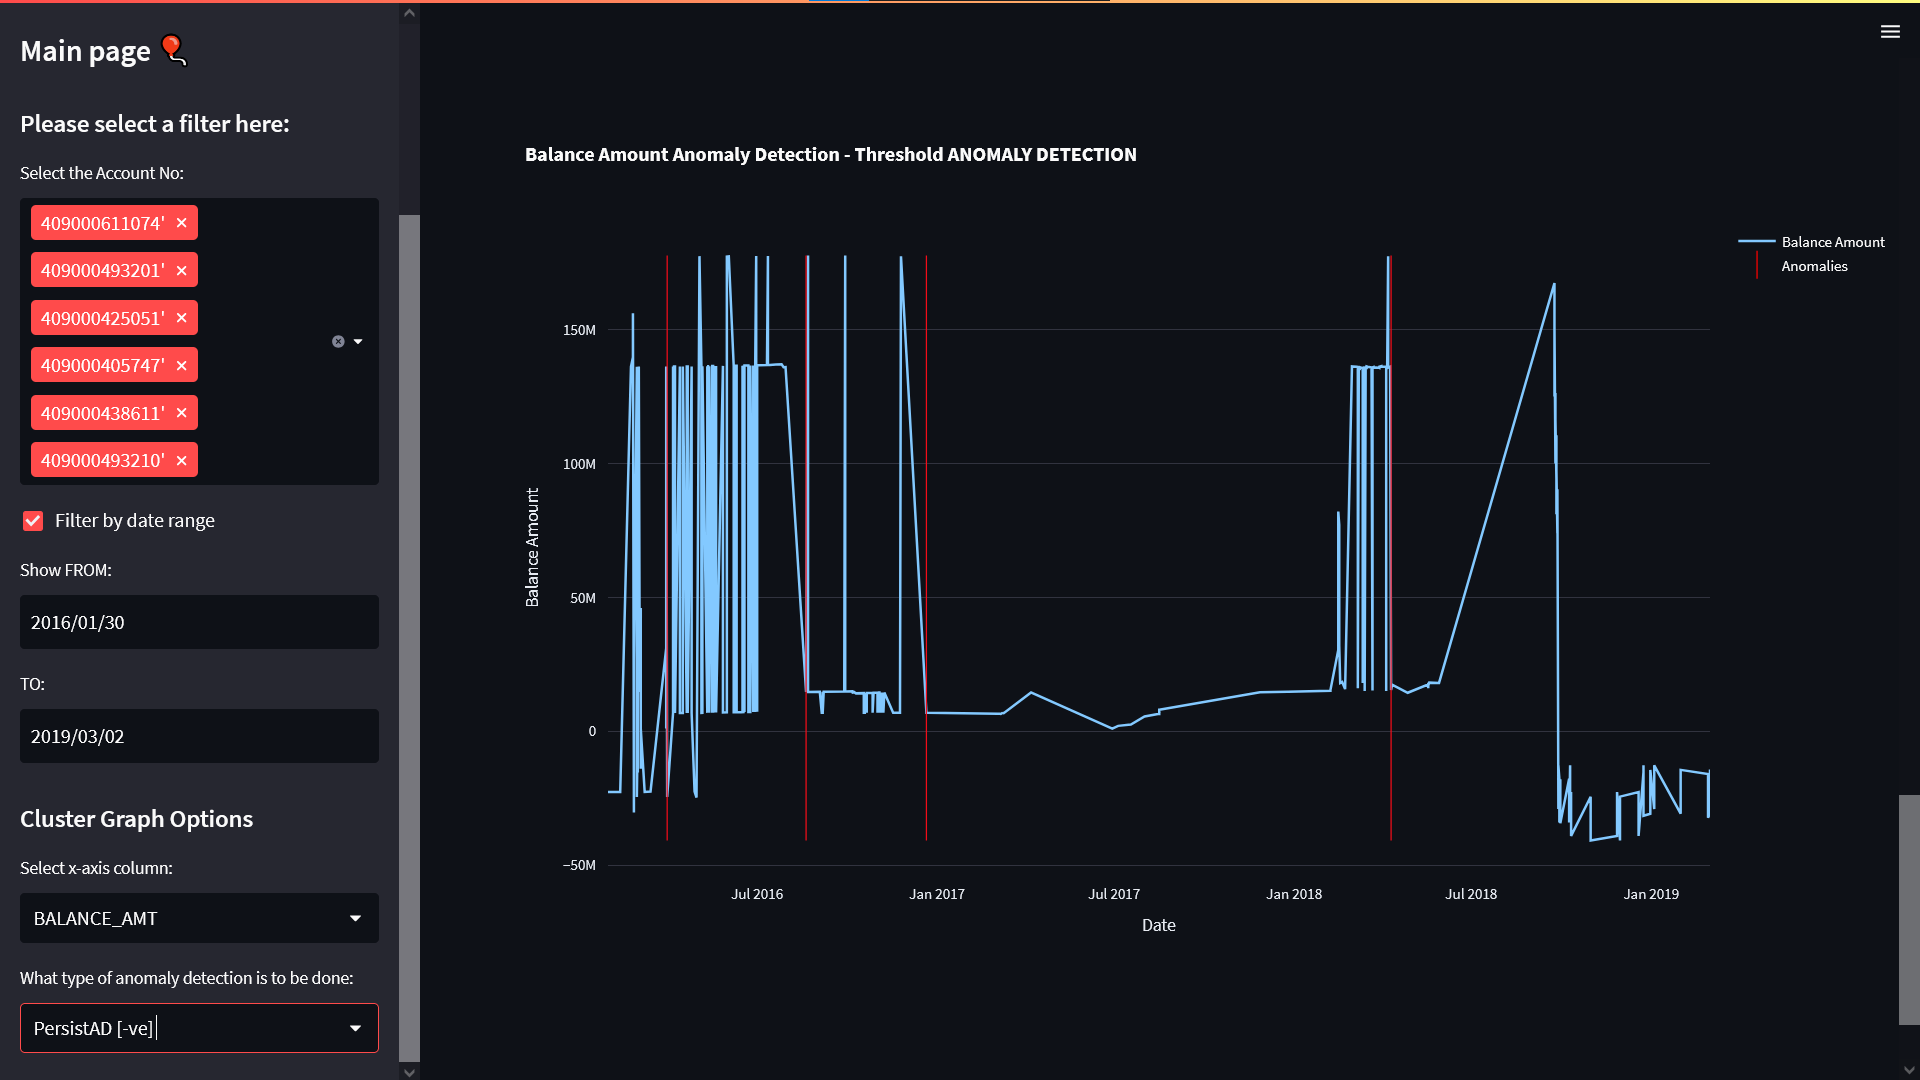 Main page
Please select a filter here:
Select the Account No:
409000611074' ×
409000493201' ×
409000425051' ×
409000405747' ×
409000438611' ×
409000493210' ×
Filter by date range
Show FROM:
2016/01/30
TO:
2019/03/02
Cluster Graph Options
Select x-axis column:
BALANCE_AMT
What type of anomaly detection is to be done:
PersistAD [-ve]
Balance Amount Anomaly Detection - Threshold ANOMALY DETECTION
Balance Amount
Anomalies
150M
100M
50M
0
−50M
Balance Amount
Jul 2016
Jan 2017
Jul 2017
Jan 2018
Jul 2018
Jan 2019
Date